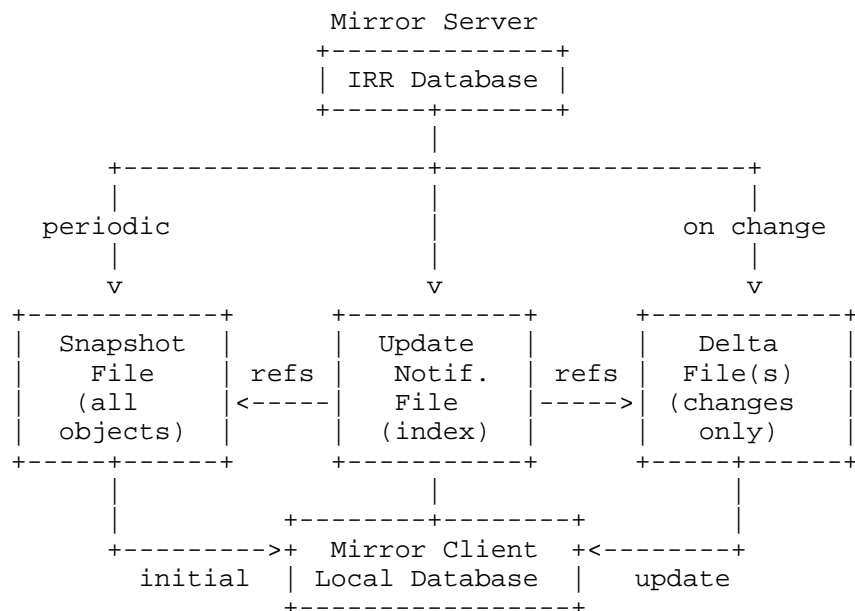 Mirror Server
IRR Database
periodic on change
Snapshot Update Delta
File refs Notif. refs File(s)
(all File (changes
objects) (index) only)
Mirror Client
initial Local Database update